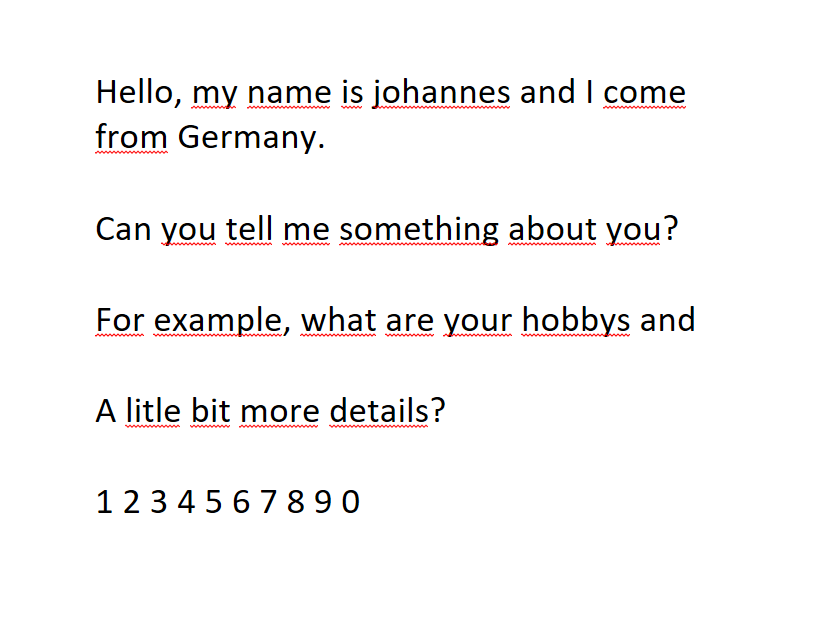 Hello, my name is johannes and I come
from Germany.
Can you tell me something about you?
For example, what are your hobbys and
A litle bit more details?
1 2 3 4 5 6 7 8 9 0